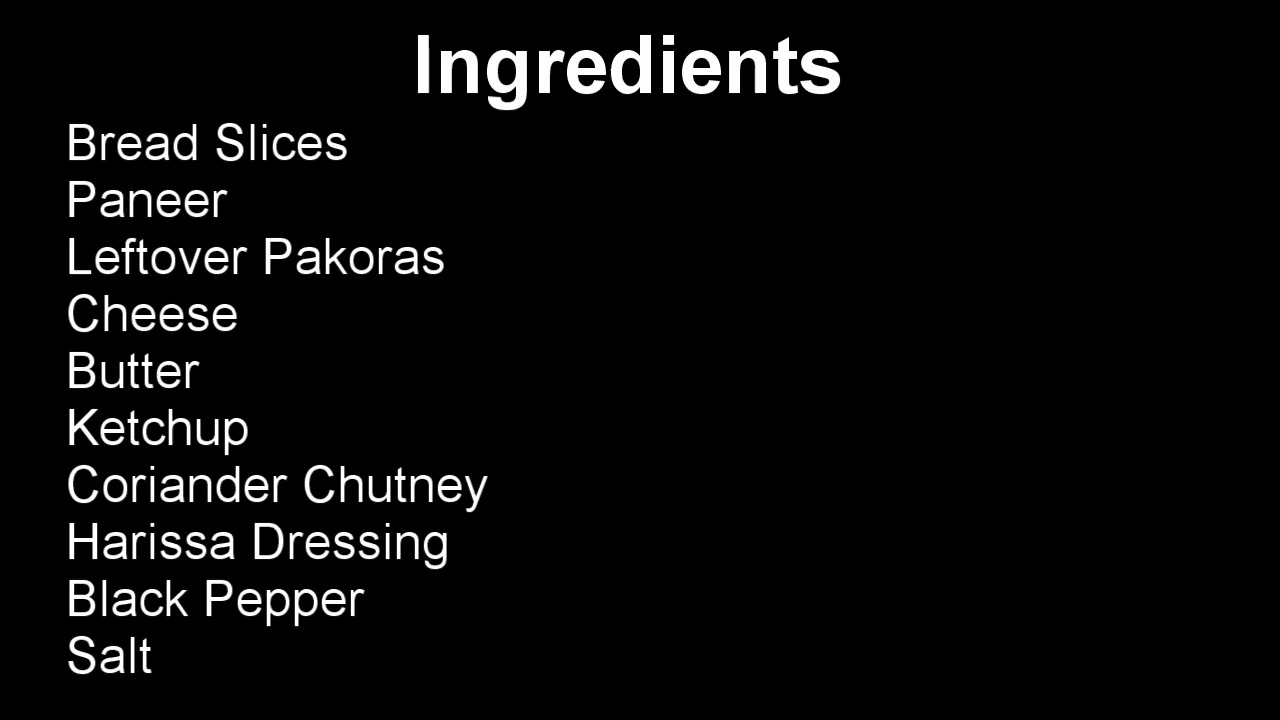 Ingredients
Bread Slices
Paneer
Leftover Pakoras
Cheese
Butter
Ketchup
Coriander Chutney
Harissa Dressing
Black Pepper
Salt